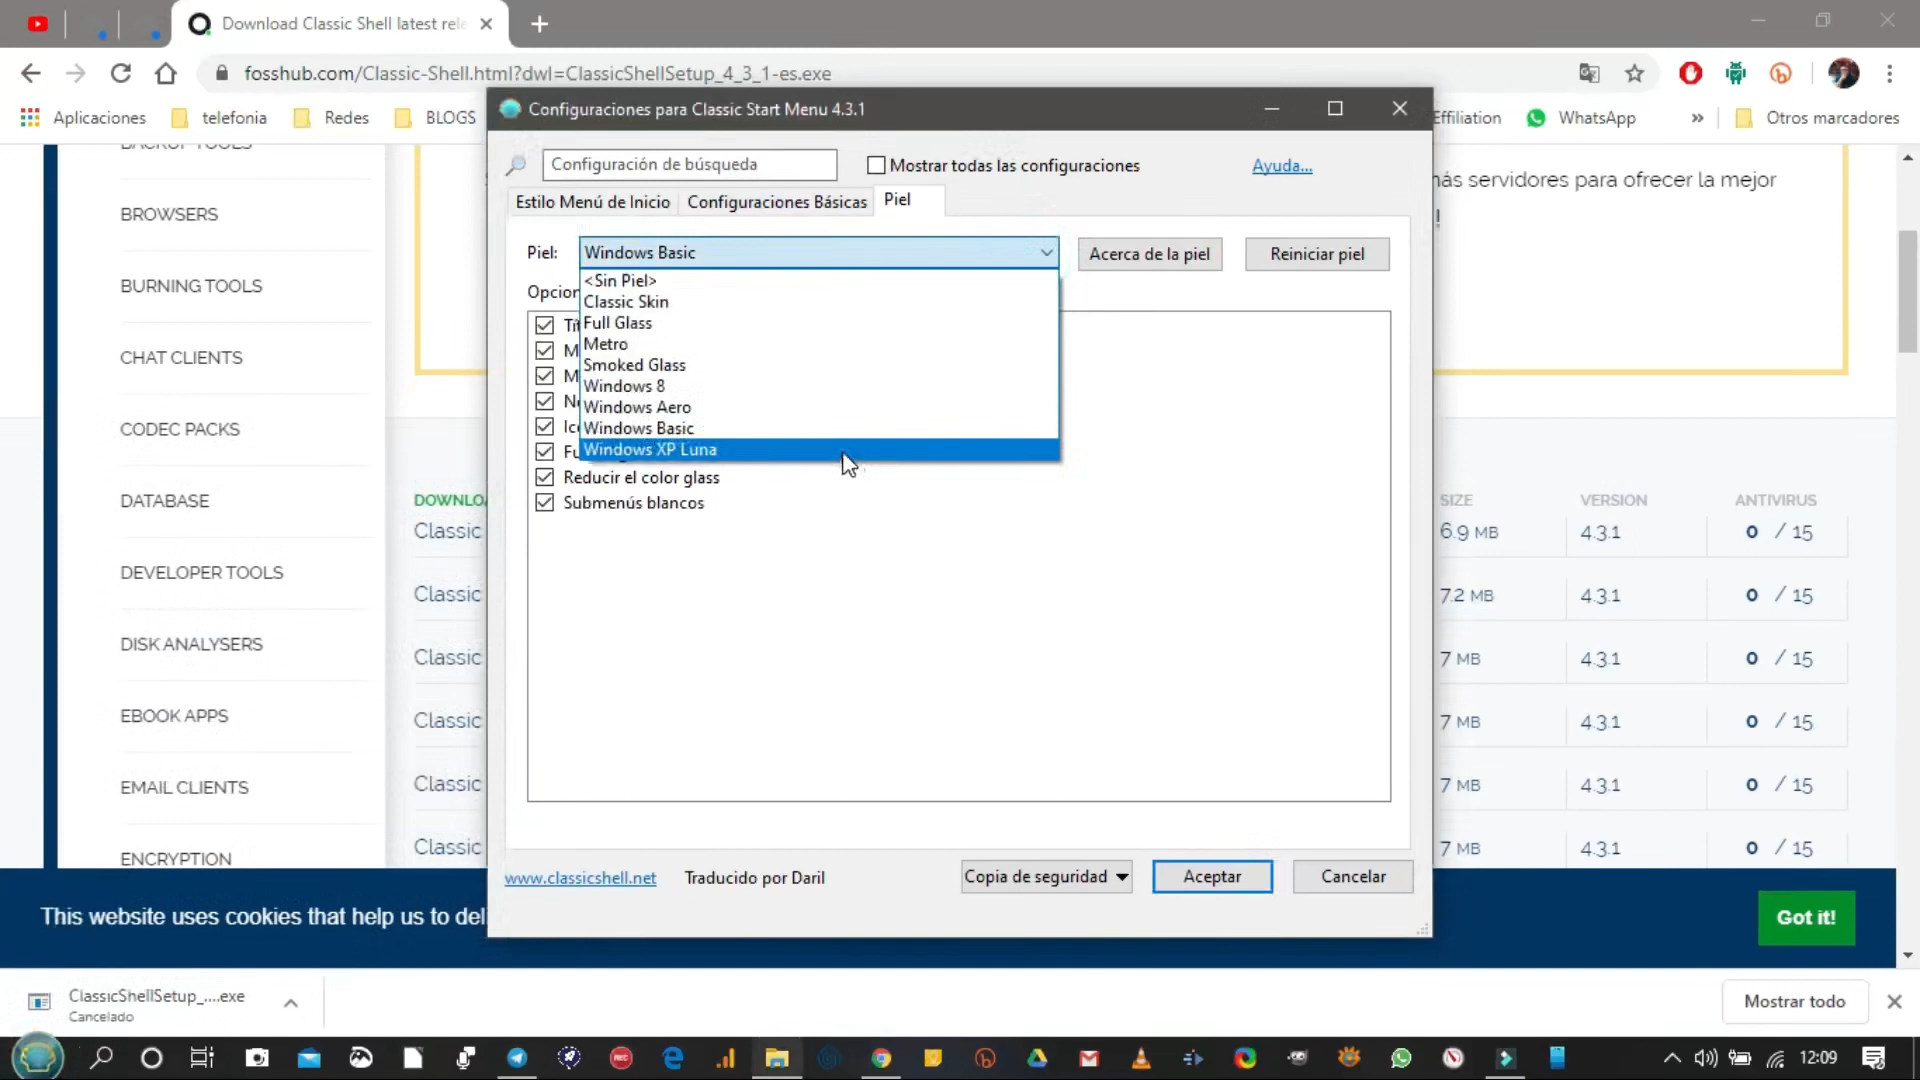 Download Classic Shell latest rele
fosshub.com/Classic-Shell.html?dwl=ClassicShellSetup_4_3_1-es.exe
Aplicaciones
telefonia
Redes
BLOGS
Effiliation
WhatsApp
»
Otros marcadores
Configuraciones para Classic Start Menu 4.3.1
Configuración de búsqueda
Mostrar todas las configuraciones
Ayuda...
Estilo Menú de Inicio
Configuraciones Básicas
Piel
Piel:
Windows Basic
Acerca de la piel
Reiniciar piel
Opcion
<Sin Piel>
Classic Skin
Full Glass
Metro
Smoked Glass
Windows 8
Windows Aero
Windows Basic
Windows XP Luna
Reducir el color glass
Submenús blancos
www.classicshell.net
Traducido por Daril
Copia de seguridad
Aceptar
Cancelar
más servidores para ofrecer la mejor
!
BACKUP TOOLS
BROWSERS
BURNING TOOLS
CHAT CLIENTS
CODEC PACKS
DATABASE
DEVELOPER TOOLS
DISK ANALYSERS
EBOOK APPS
EMAIL CLIENTS
ENCRYPTION
DOWNLOA
SIZE
VERSION
ANTIVIRUS
Classic
6.9 MB
4.3.1
0 / 15
Classic
7.2 MB
4.3.1
0 / 15
Classic
7 MB
4.3.1
0 / 15
Classic
7 MB
4.3.1
0 / 15
Classic
7 MB
4.3.1
0 / 15
Classic
7 MB
4.3.1
0 / 15
This website uses cookies that help us to del
Got it!
ClassicShellSetup_....exe
Cancelado
Mostrar todo
REC
12:09